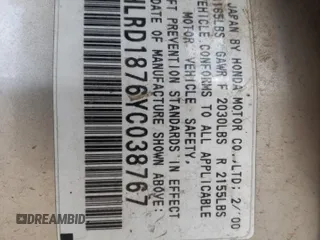 JAPAN BY HONDA MOTOR CO., LTD; 2/'00
2165LBS GAWR F 2030LBS R 2155LBS
VEHICLE CONFORMS TO ALL APPLICABLE
MOTOR VEHICLE SAFETY,
FT PREVENTION STANDARDS IN EFFECT
OF MANUFACTURE SHOWN ABOVE:
LRD1876YC038767
DREAMBID